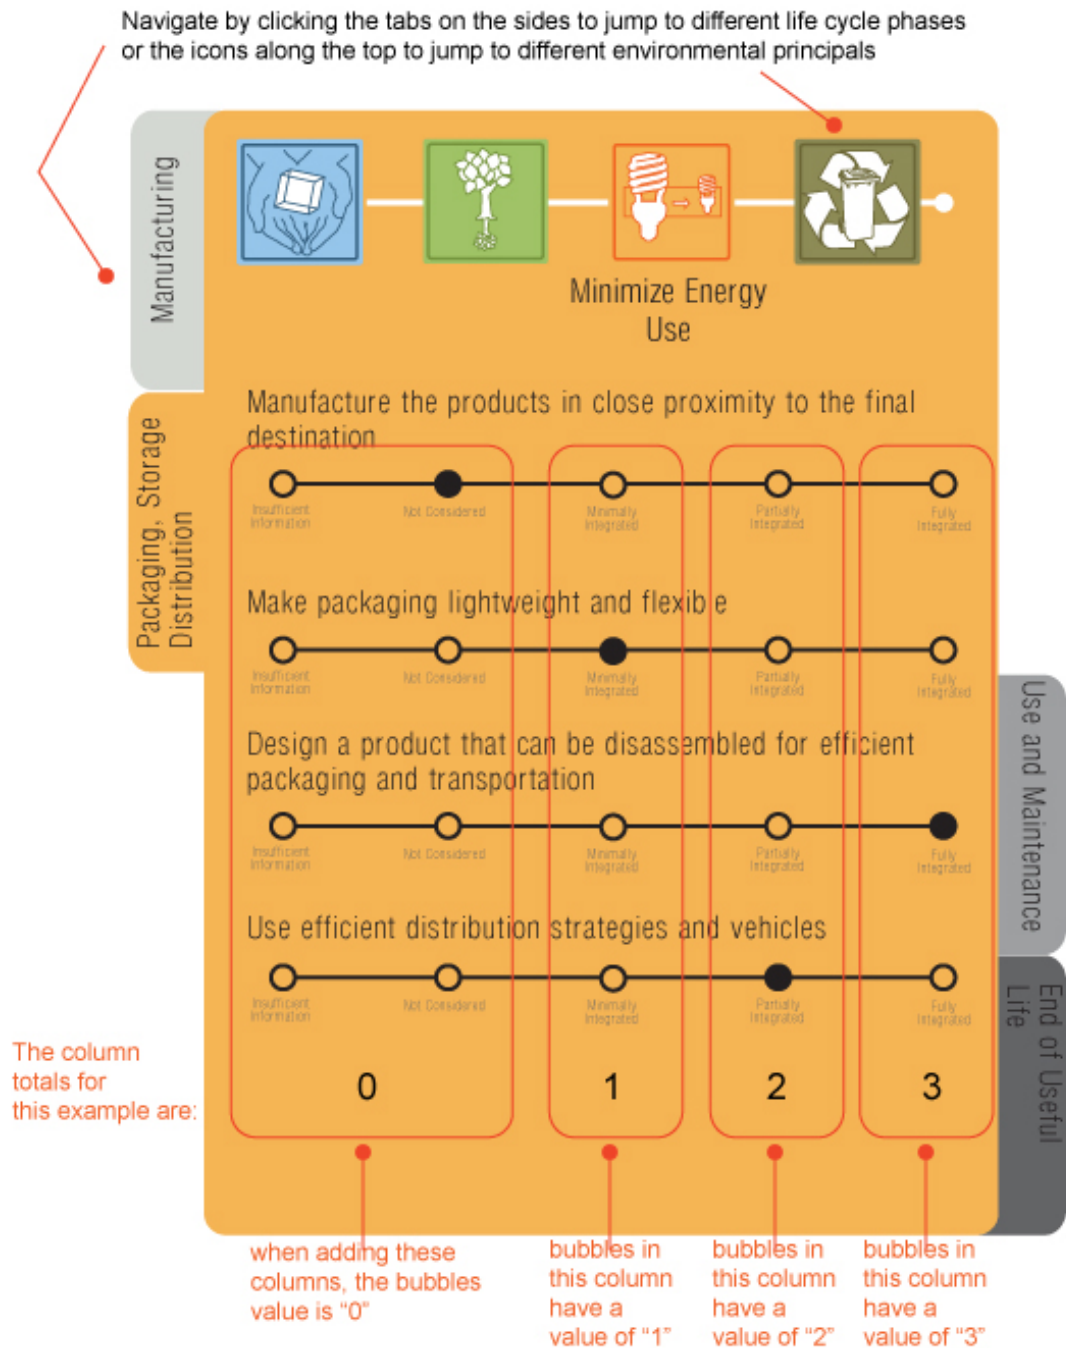 Navigate by clicking the tabs on the sides to jump to different life cycle phases
or the icons along the top to jump to different environmental principals
Manufacturing
Minimize Energy
Use
Packaging, Storage
Distribution
Manufacture the products in close proximity to the final
destination
Insufficient
Information
Not Considered
Minimally
Integrated
Partially
Integrated
Fully
Integrated
Make packaging lightweight and flexible
Insufficient
Information
Not Considered
Minimally
Integrated
Partially
Integrated
Fully
Integrated
Use and Maintenance
Design a product that can be disassembled for efficient
packaging and transportation
Insufficient
Information
Not Considered
Minimally
Integrated
Partially
Integrated
Fully
Integrated
Use efficient distribution strategies and vehicles
Insufficient
Information
Not Considered
Minimally
Integrated
Partially
Integrated
Fully
Integrated
End of Useful
Life
The column
totals for
this example are:
0 1 2 3
when adding these
columns, the bubbles
value is “0”
bubbles in
this column
have a
value of “1”
bubbles in
this column
have a
value of “2”
bubbles in
this column
have a
value of “3”